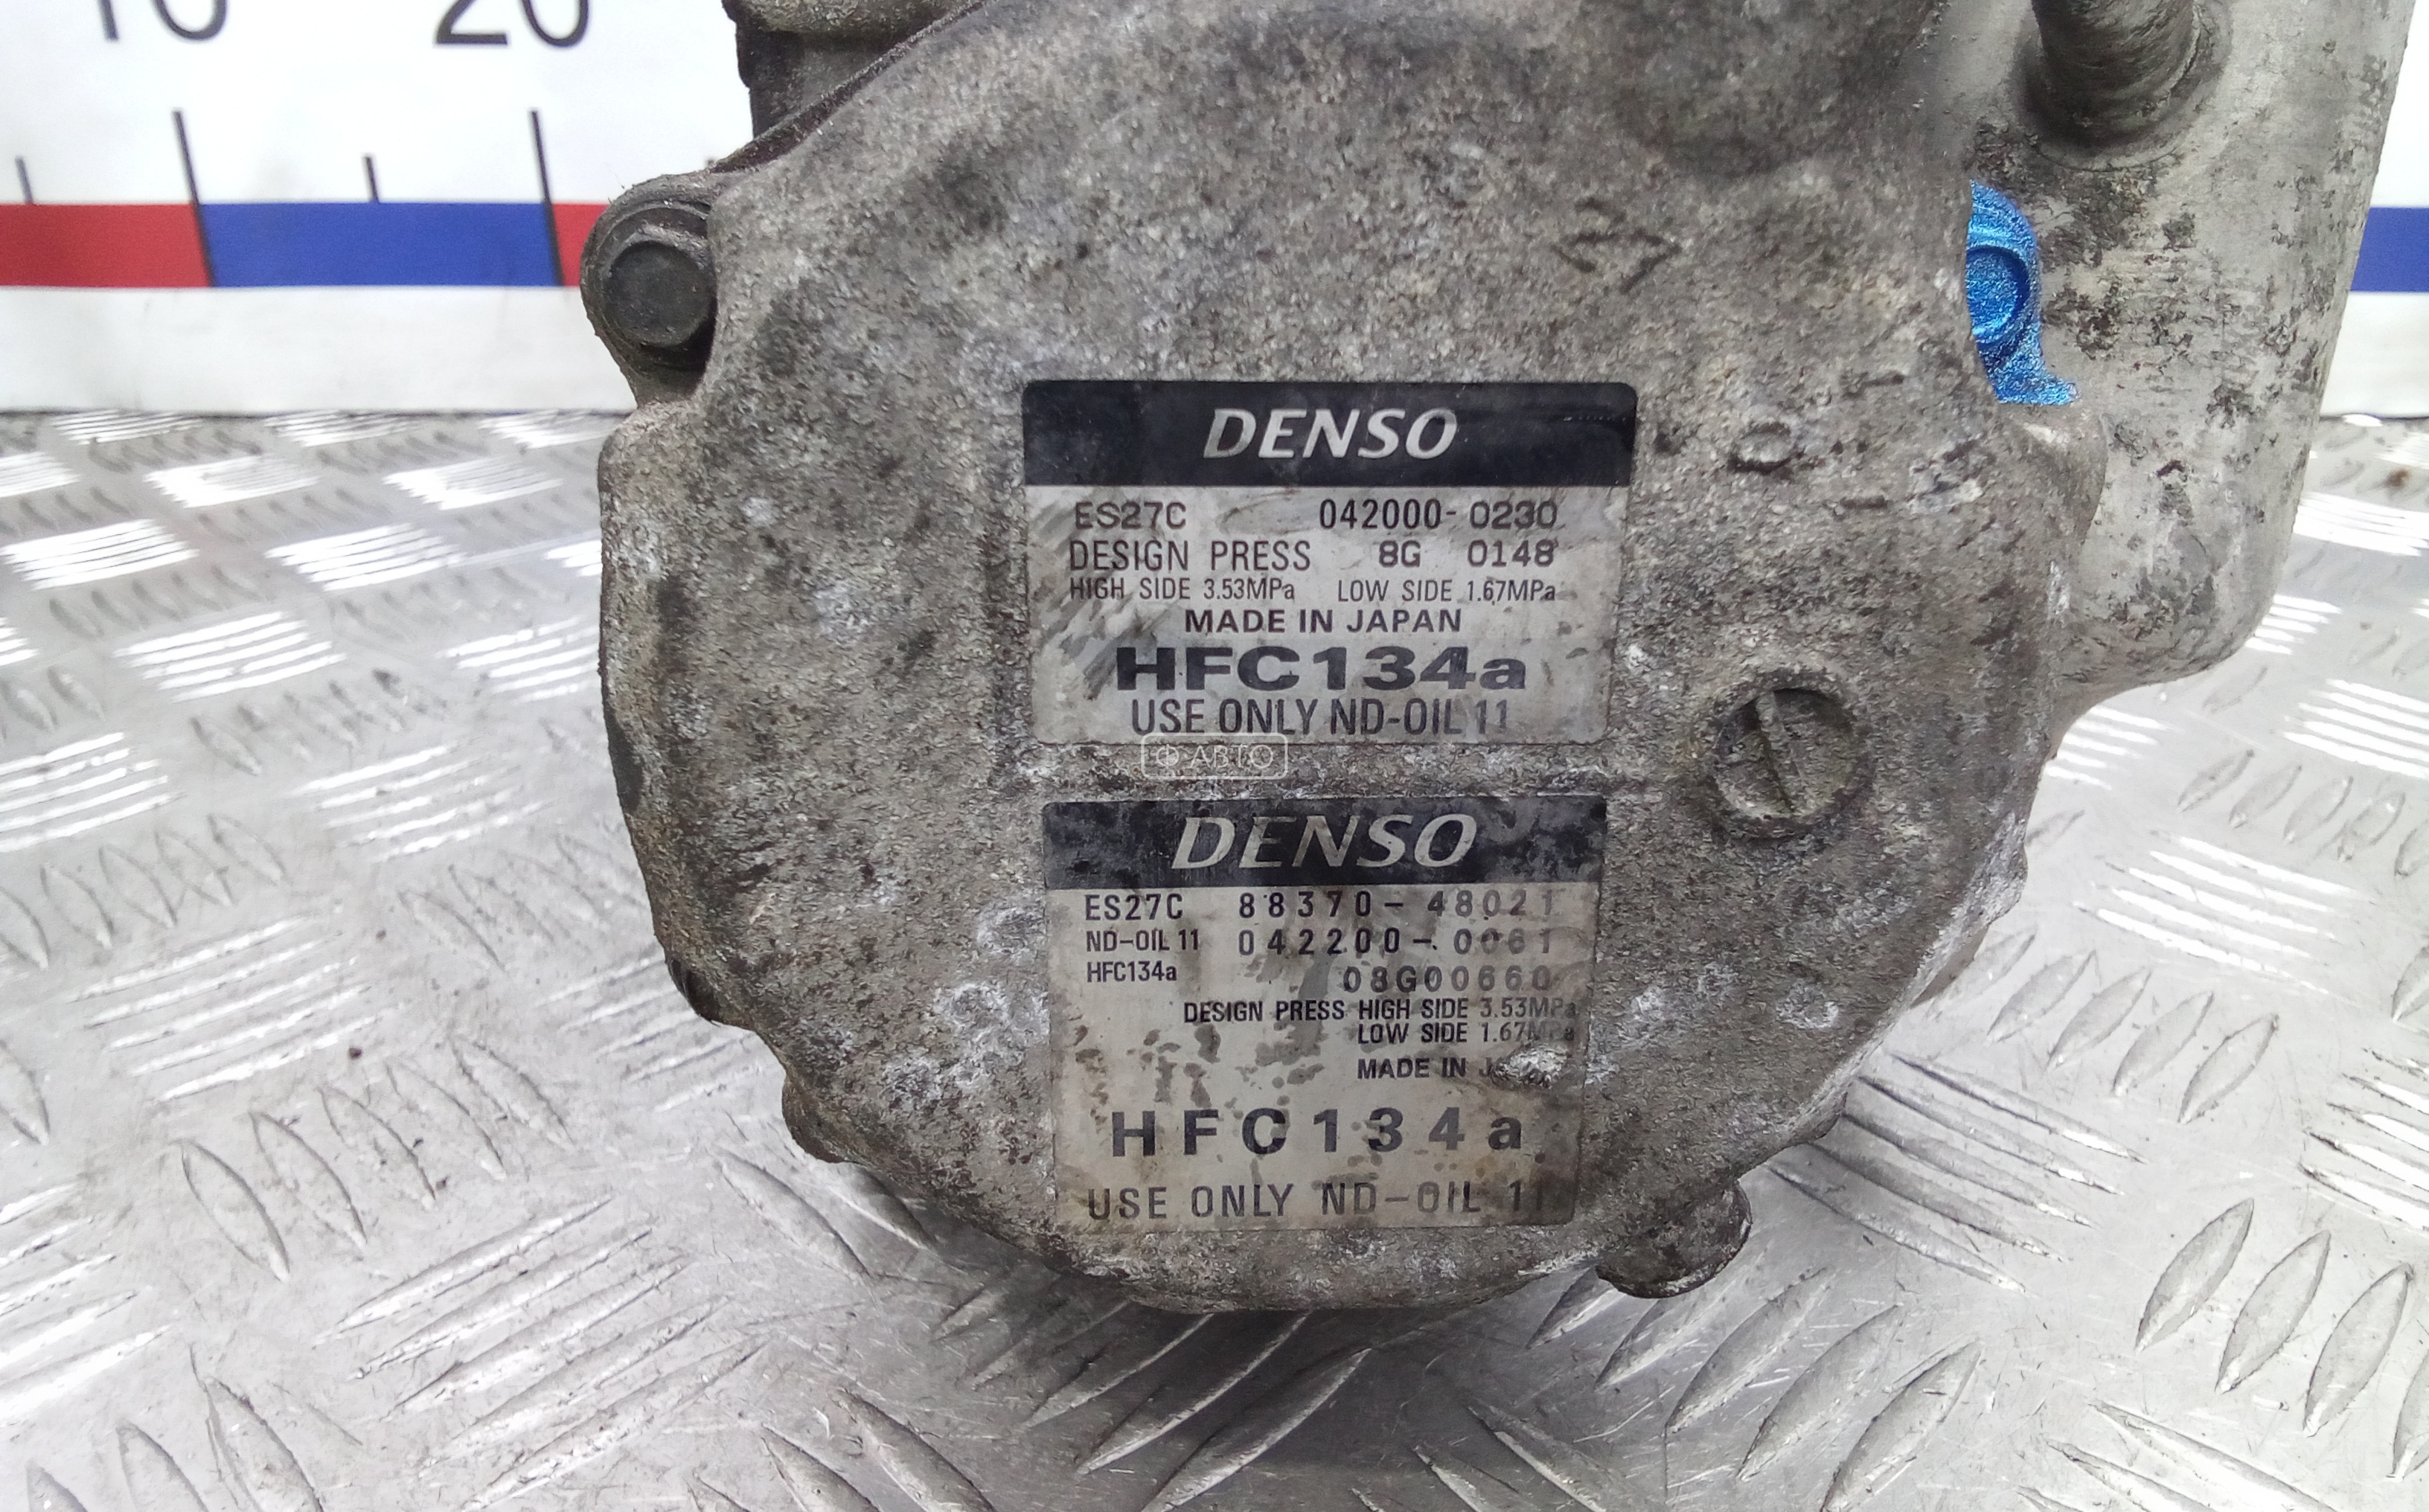 20
27
DENSO
ES27C 042000-0230
DESIGN PRESS 8G 0148
HIGH SIDE 3.53MPa LOW SIDE 1.67MPa
MADE IN JAPAN
HFC134a
USE ONLY ND-OIL 11
Ф АВТО
DENSO
ES27C 88370-48021
ND-OIL 11 042200-0061
HFC134a 08G00660
DESIGN PRESS HIGH SIDE 3.53MPa
LOW SIDE 1.67MPa
MADE IN
HFC134a
USE ONLY ND-OIL 11